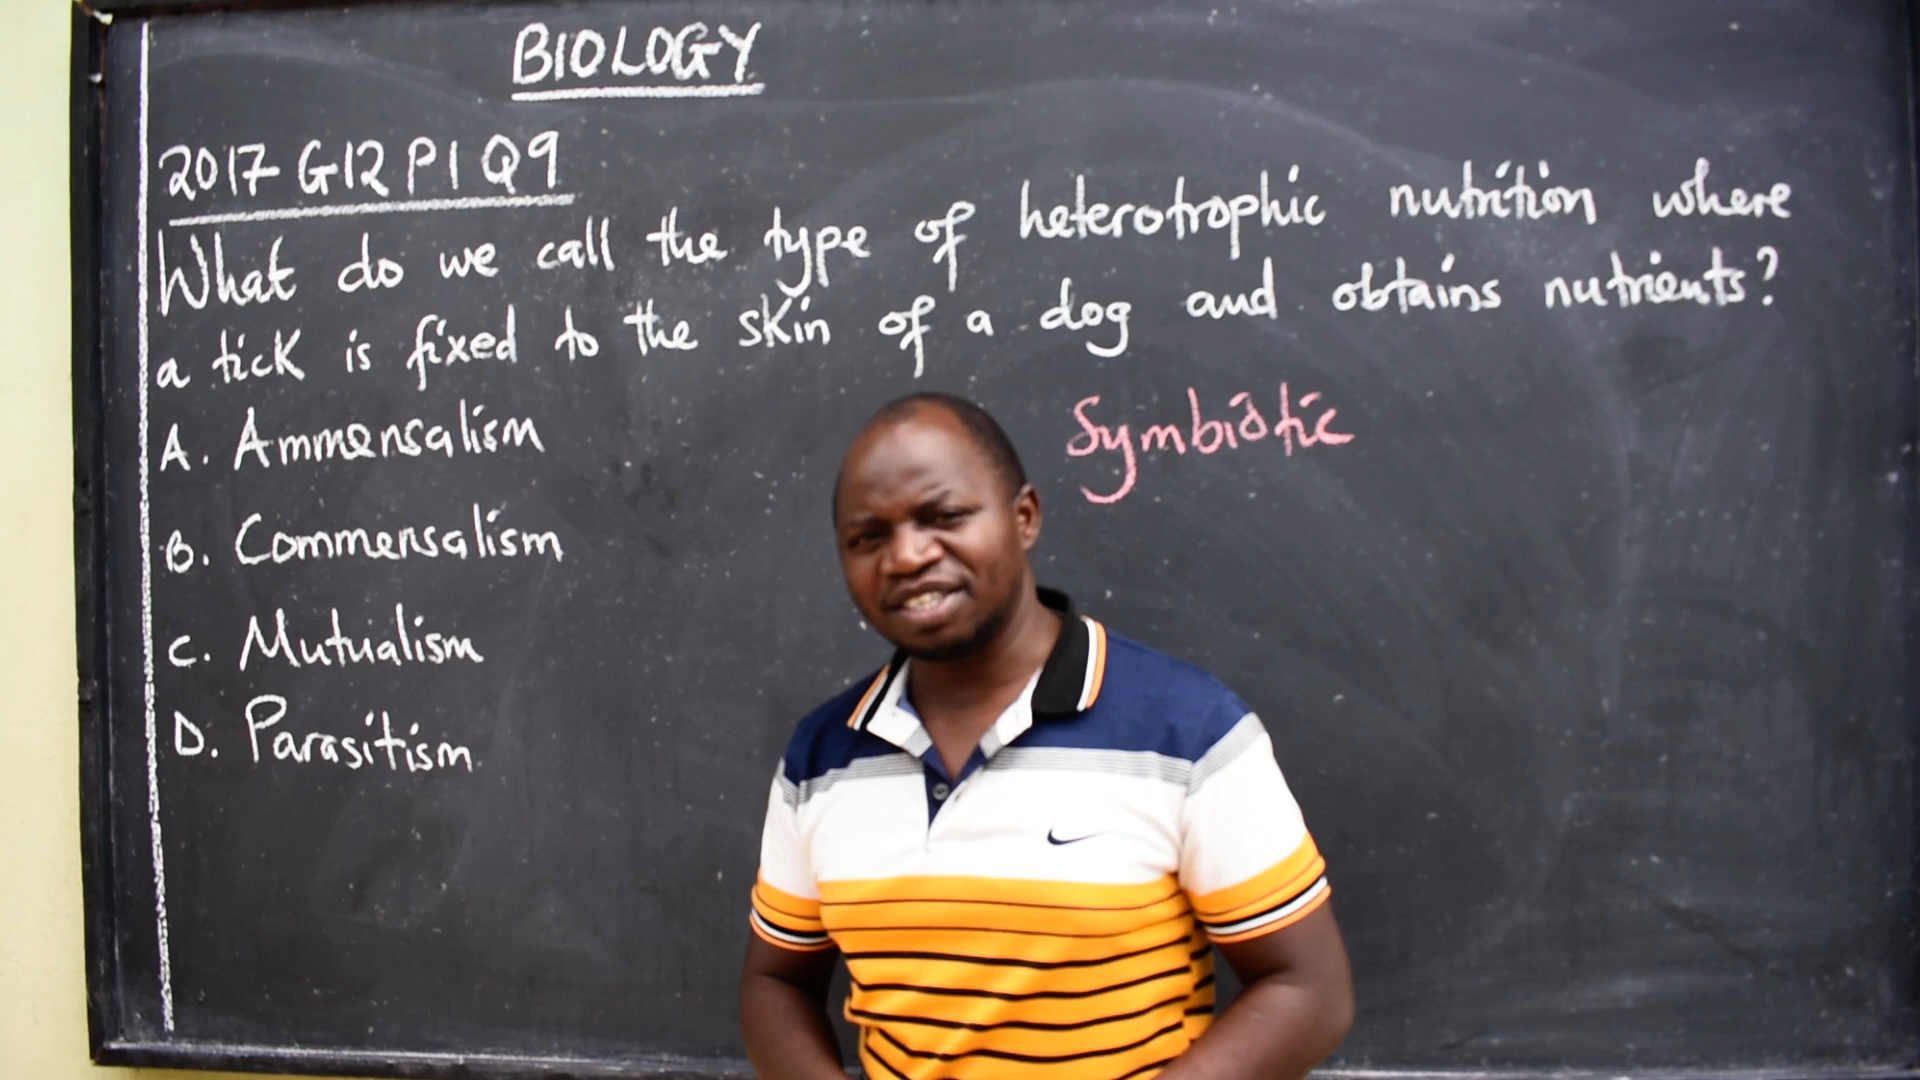 BIOLOGY
2017 G12 P1 Q9
What do we call the type of heterotrophic nutrition where
a tick is fixed to the skin of a dog and obtains nutrients?
Symbiotic
A. Ammensalism
B. Commensalism
C. Mutualism
D. Parasitism